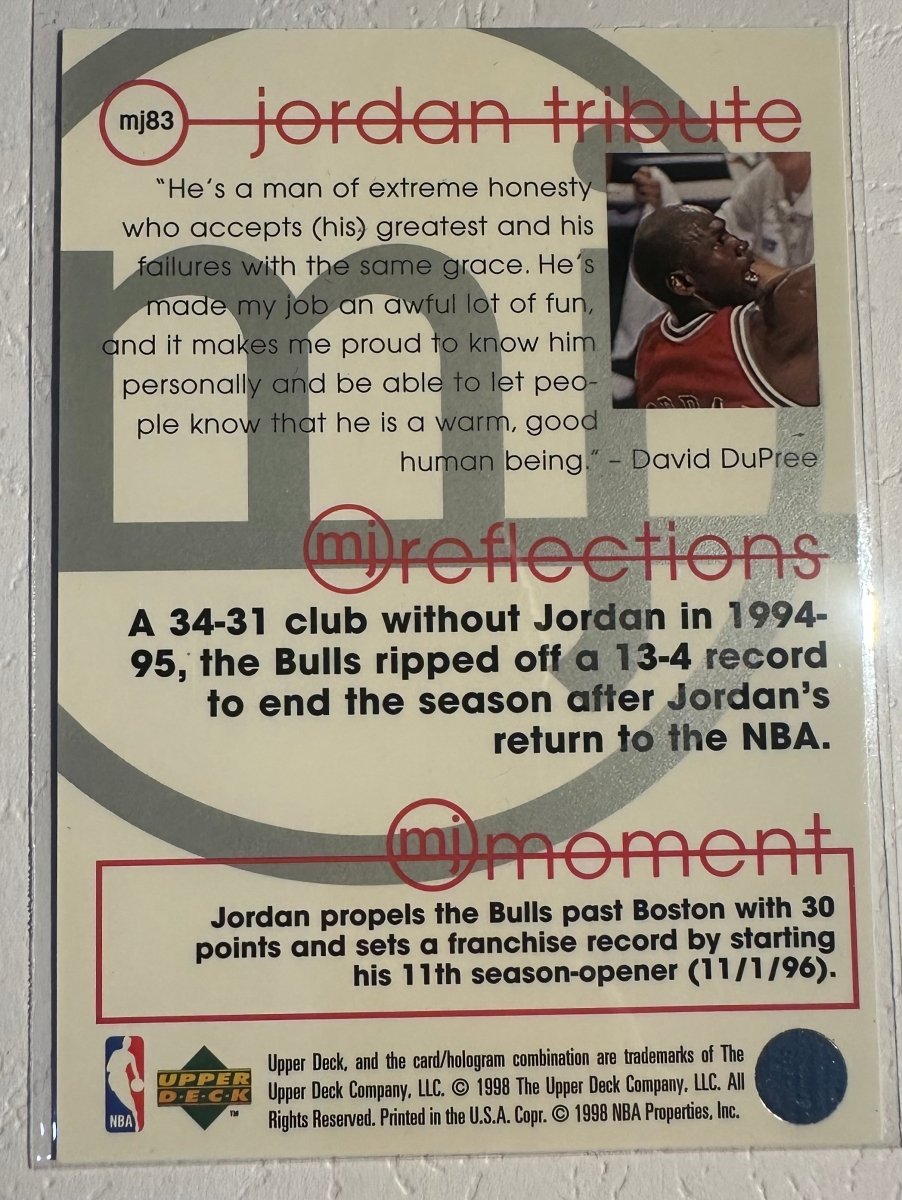 mj83
jordan tribute
"He's a man of extreme honesty
who accepts (his) greatest and his
failures with the same grace. He's
made my job an awful lot of fun,
and it makes me proud to know him
personally and be able to let peo-
ple know that he is a warm, good
human being." – David DuPree
mj reflections
A 34-31 club without Jordan in 1994-
95, the Bulls ripped off a 13-4 record
to end the season after Jordan's
return to the NBA.
mj moment
Jordan propels the Bulls past Boston with 30
points and sets a franchise record by starting
his 11th season-opener (11/1/96).
NBA
UPPER
D·E·C·K
™
Upper Deck, and the card/hologram combination are trademarks of The
Upper Deck Company, LLC. © 1998 The Upper Deck Company, LLC. All
Rights Reserved. Printed in the U.S.A. Copr. © 1998 NBA Properties, Inc.
mj